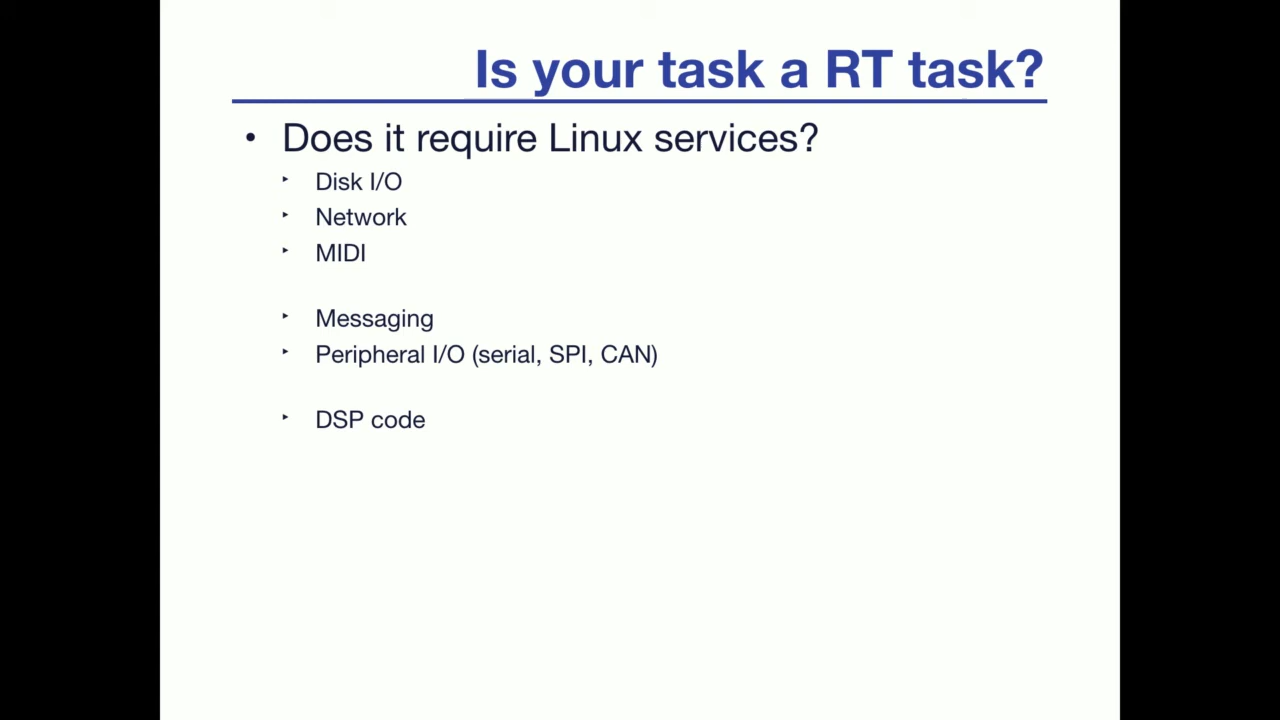 Is your task a RT task?
• Does it require Linux services?
‣ Disk I/O
‣ Network
‣ MIDI
‣ Messaging
‣ Peripheral I/O (serial, SPI, CAN)
‣ DSP code